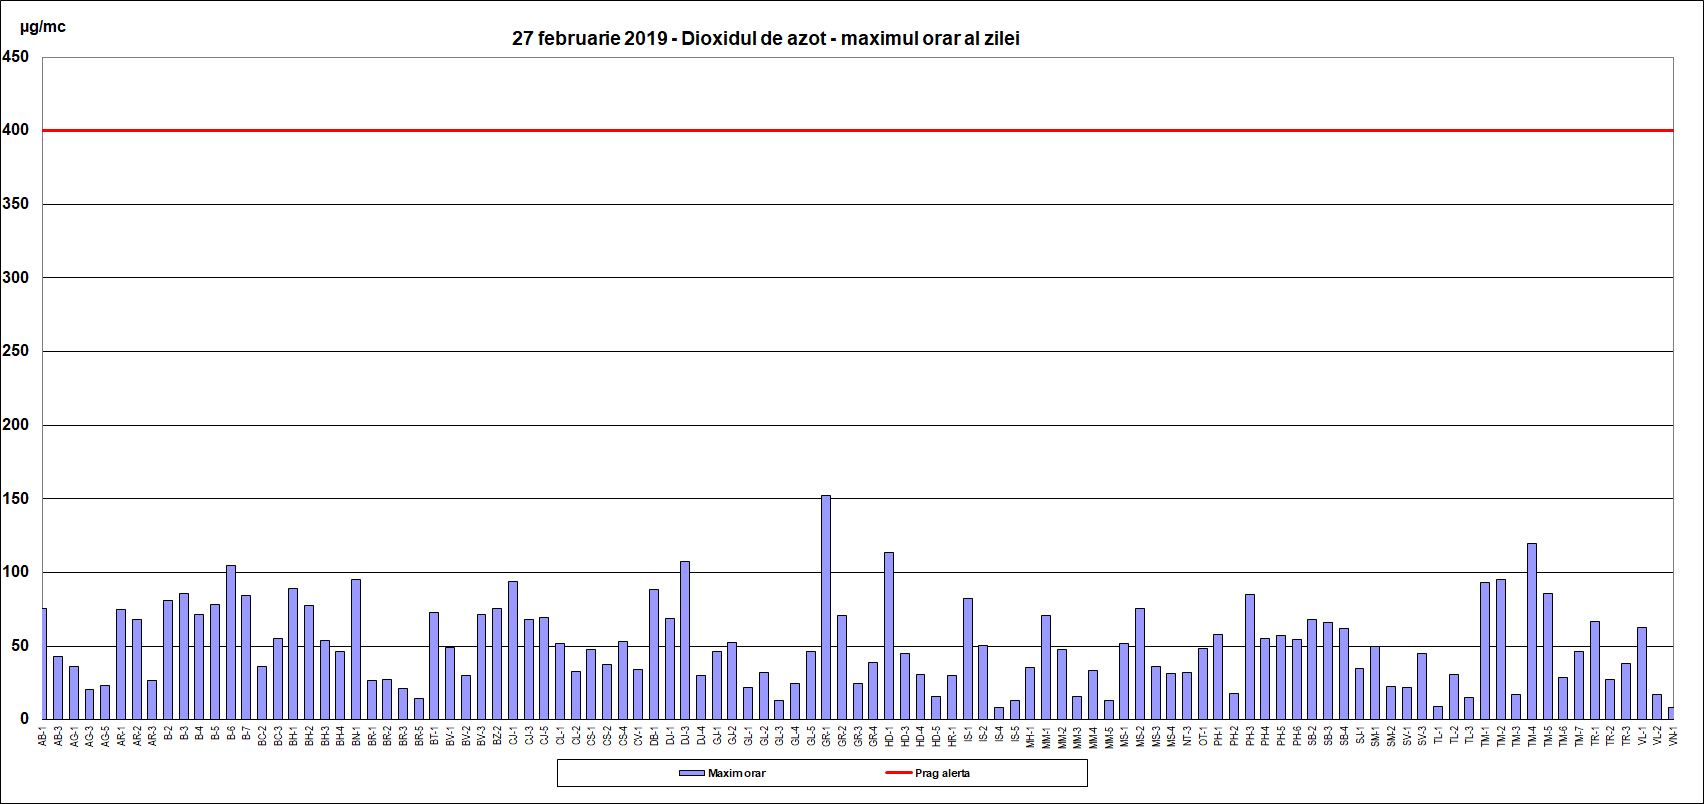 µg/mc
27 februarie 2019 - Dioxidul de azot - maximul orar al zilei
450
400
350
300
250
200
150
100
50
0
AB-1 AB-3 AG-1 AG-3 AG-5 AR-1 AR-2 AR-3 B-2 B-3 B-4 B-5 B-6 B-7 BC-2 BC-3 BH-1 BH-2 BH-3 BH-4 BN-1 BR-1 BR-2 BR-3 BR-5 BT-1 BV-1 BV-2 BV-3 BZ-2 CJ-1 CJ-3 CJ-5 CL-1 CL-2 CS-1 CS-2 CS-4 CV-1 DB-1 DJ-1 DJ-3 DJ-4 GJ-1 GJ-2 GL-1 GL-2 GL-3 GL-4 GL-5 GR-1 GR-2 GR-3 GR-4 HD-1 HD-3 HD-4 HD-5 HR-1 IS-1 IS-2 IS-4 IS-5 MH-1 MM-1 MM-2 MM-3 MM-4 MM-5 MS-1 MS-2 MS-3 MS-4 NT-3 OT-1 PH-1 PH-2 PH-3 PH-4 PH-5 PH-6 SB-2 SB-3 SB-4 SJ-1 SM-1 SM-2 SV-1 SV-3 TL-1 TL-2 TL-3 TM-1 TM-2 TM-3 TM-4 TM-5 TM-6 TM-7 TR-1 TR-2 TR-3 VL-1 VL-2 VN-1
Maxim orar Prag alerta